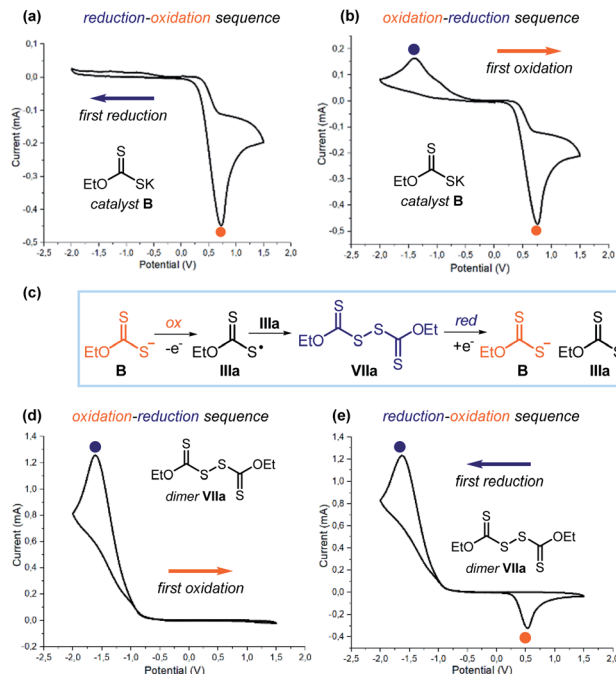 (a) reduction-oxidation sequence
(b) oxidation-reduction sequence
0,1
0,0
-0,1
-0,2
-0,3
-0,4
-0,5
Current (mA)
first reduction
S
EtO
SK
catalyst B
-2,5 -2,0 -1,5 -1,0 -0,5 0,0 0,5 1,0 1,5 2,0
Potential (V)
0,2
0,1
0,0
-0,1
-0,2
-0,3
-0,4
-0,5
Current (mA)
first oxidation
S
EtO
SK
catalyst B
-2,5 -2,0 -1,5 -1,0 -0,5 0,0 0,5 1,0 1,5 2,0
Potential (V)
(c)
S
EtO
S−
B
ox
-e-
S
EtO
S•
IIIa
IIIa
S
EtO
S
S
OEt
S
VIIa
red
+e-
S
EtO
S−
B
S
EtO
IIIa
(d) oxidation-reduction sequence
(e) reduction-oxidation sequence
1,4
1,2
1,0
0,8
0,6
0,4
0,2
0,0
0,2
Current (mA)
S
EtO
S
S
OEt
S
dimer VIIa
first oxidation
-2,5 -2,0 -1,5 -1,0 -0,5 0,0 0,5 1,0 1,5 2,0
Potential (V)
1,4
1,2
1,0
0,8
0,6
0,4
0,2
0,0
-0,2
-0,4
Current (mA)
first reduction
S
EtO
S
S
OEt
S
dimer VIIa
-2,5 -2,0 -1,5 -1,0 -0,5 0,0 0,5 1,0 1,5 2,0
Potential (V)